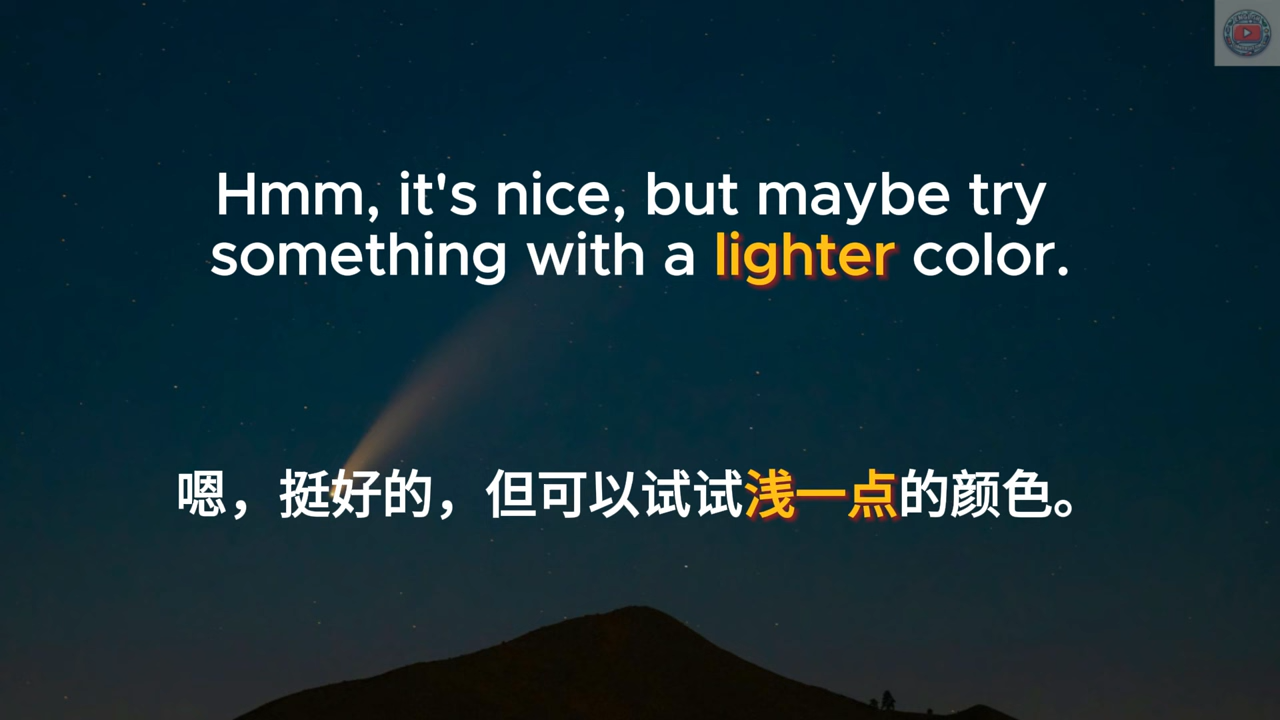 Hmm, it's nice, but maybe try
something with a lighter color.
嗯，挺好的，但可以试试浅一点的颜色。